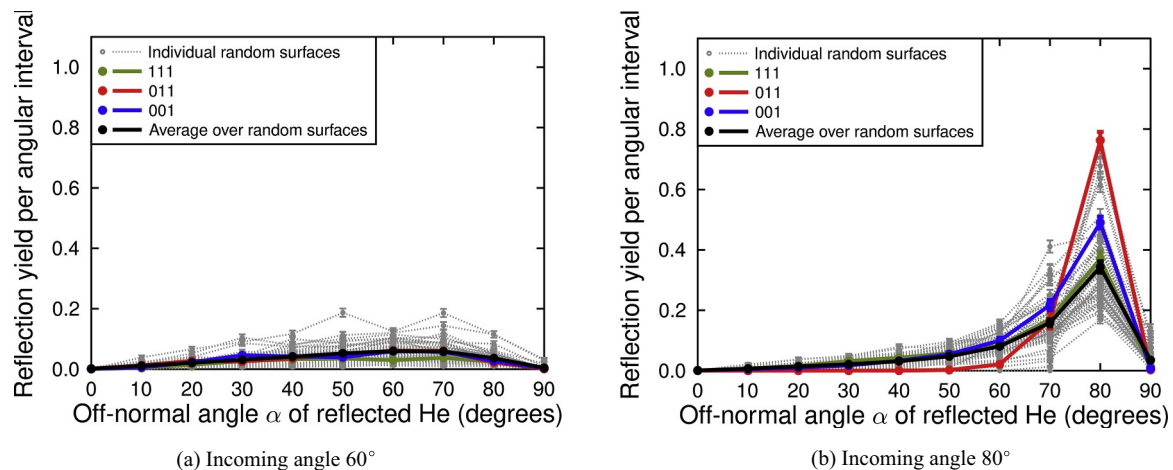 Reflection yield per angular interval
Individual random surfaces
111
011
001
Average over random surfaces
1.0
0.8
0.6
0.4
0.2
0.0
0 10 20 30 40 50 60 70 80 90
Off-normal angle α of reflected He (degrees)
(a) Incoming angle 60°
Reflection yield per angular interval
Individual random surfaces
111
011
001
Average over random surfaces
1.0
0.8
0.6
0.4
0.2
0.0
0 10 20 30 40 50 60 70 80 90
Off-normal angle α of reflected He (degrees)
(b) Incoming angle 80°